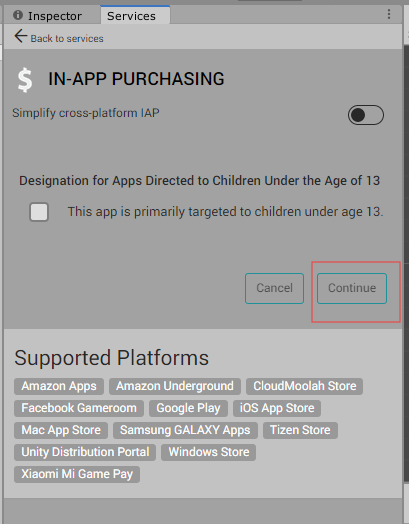 Inspector Services
Back to services
$ IN-APP PURCHASING
Simplify cross-platform IAP
Designation for Apps Directed to Children Under the Age of 13
This app is primarily targeted to children under age 13.
Cancel Continue
Supported Platforms
Amazon Apps Amazon Underground CloudMoolah Store
Facebook Gameroom Google Play iOS App Store
Mac App Store Samsung GALAXY Apps Tizen Store
Unity Distribution Portal Windows Store
Xiaomi Mi Game Pay